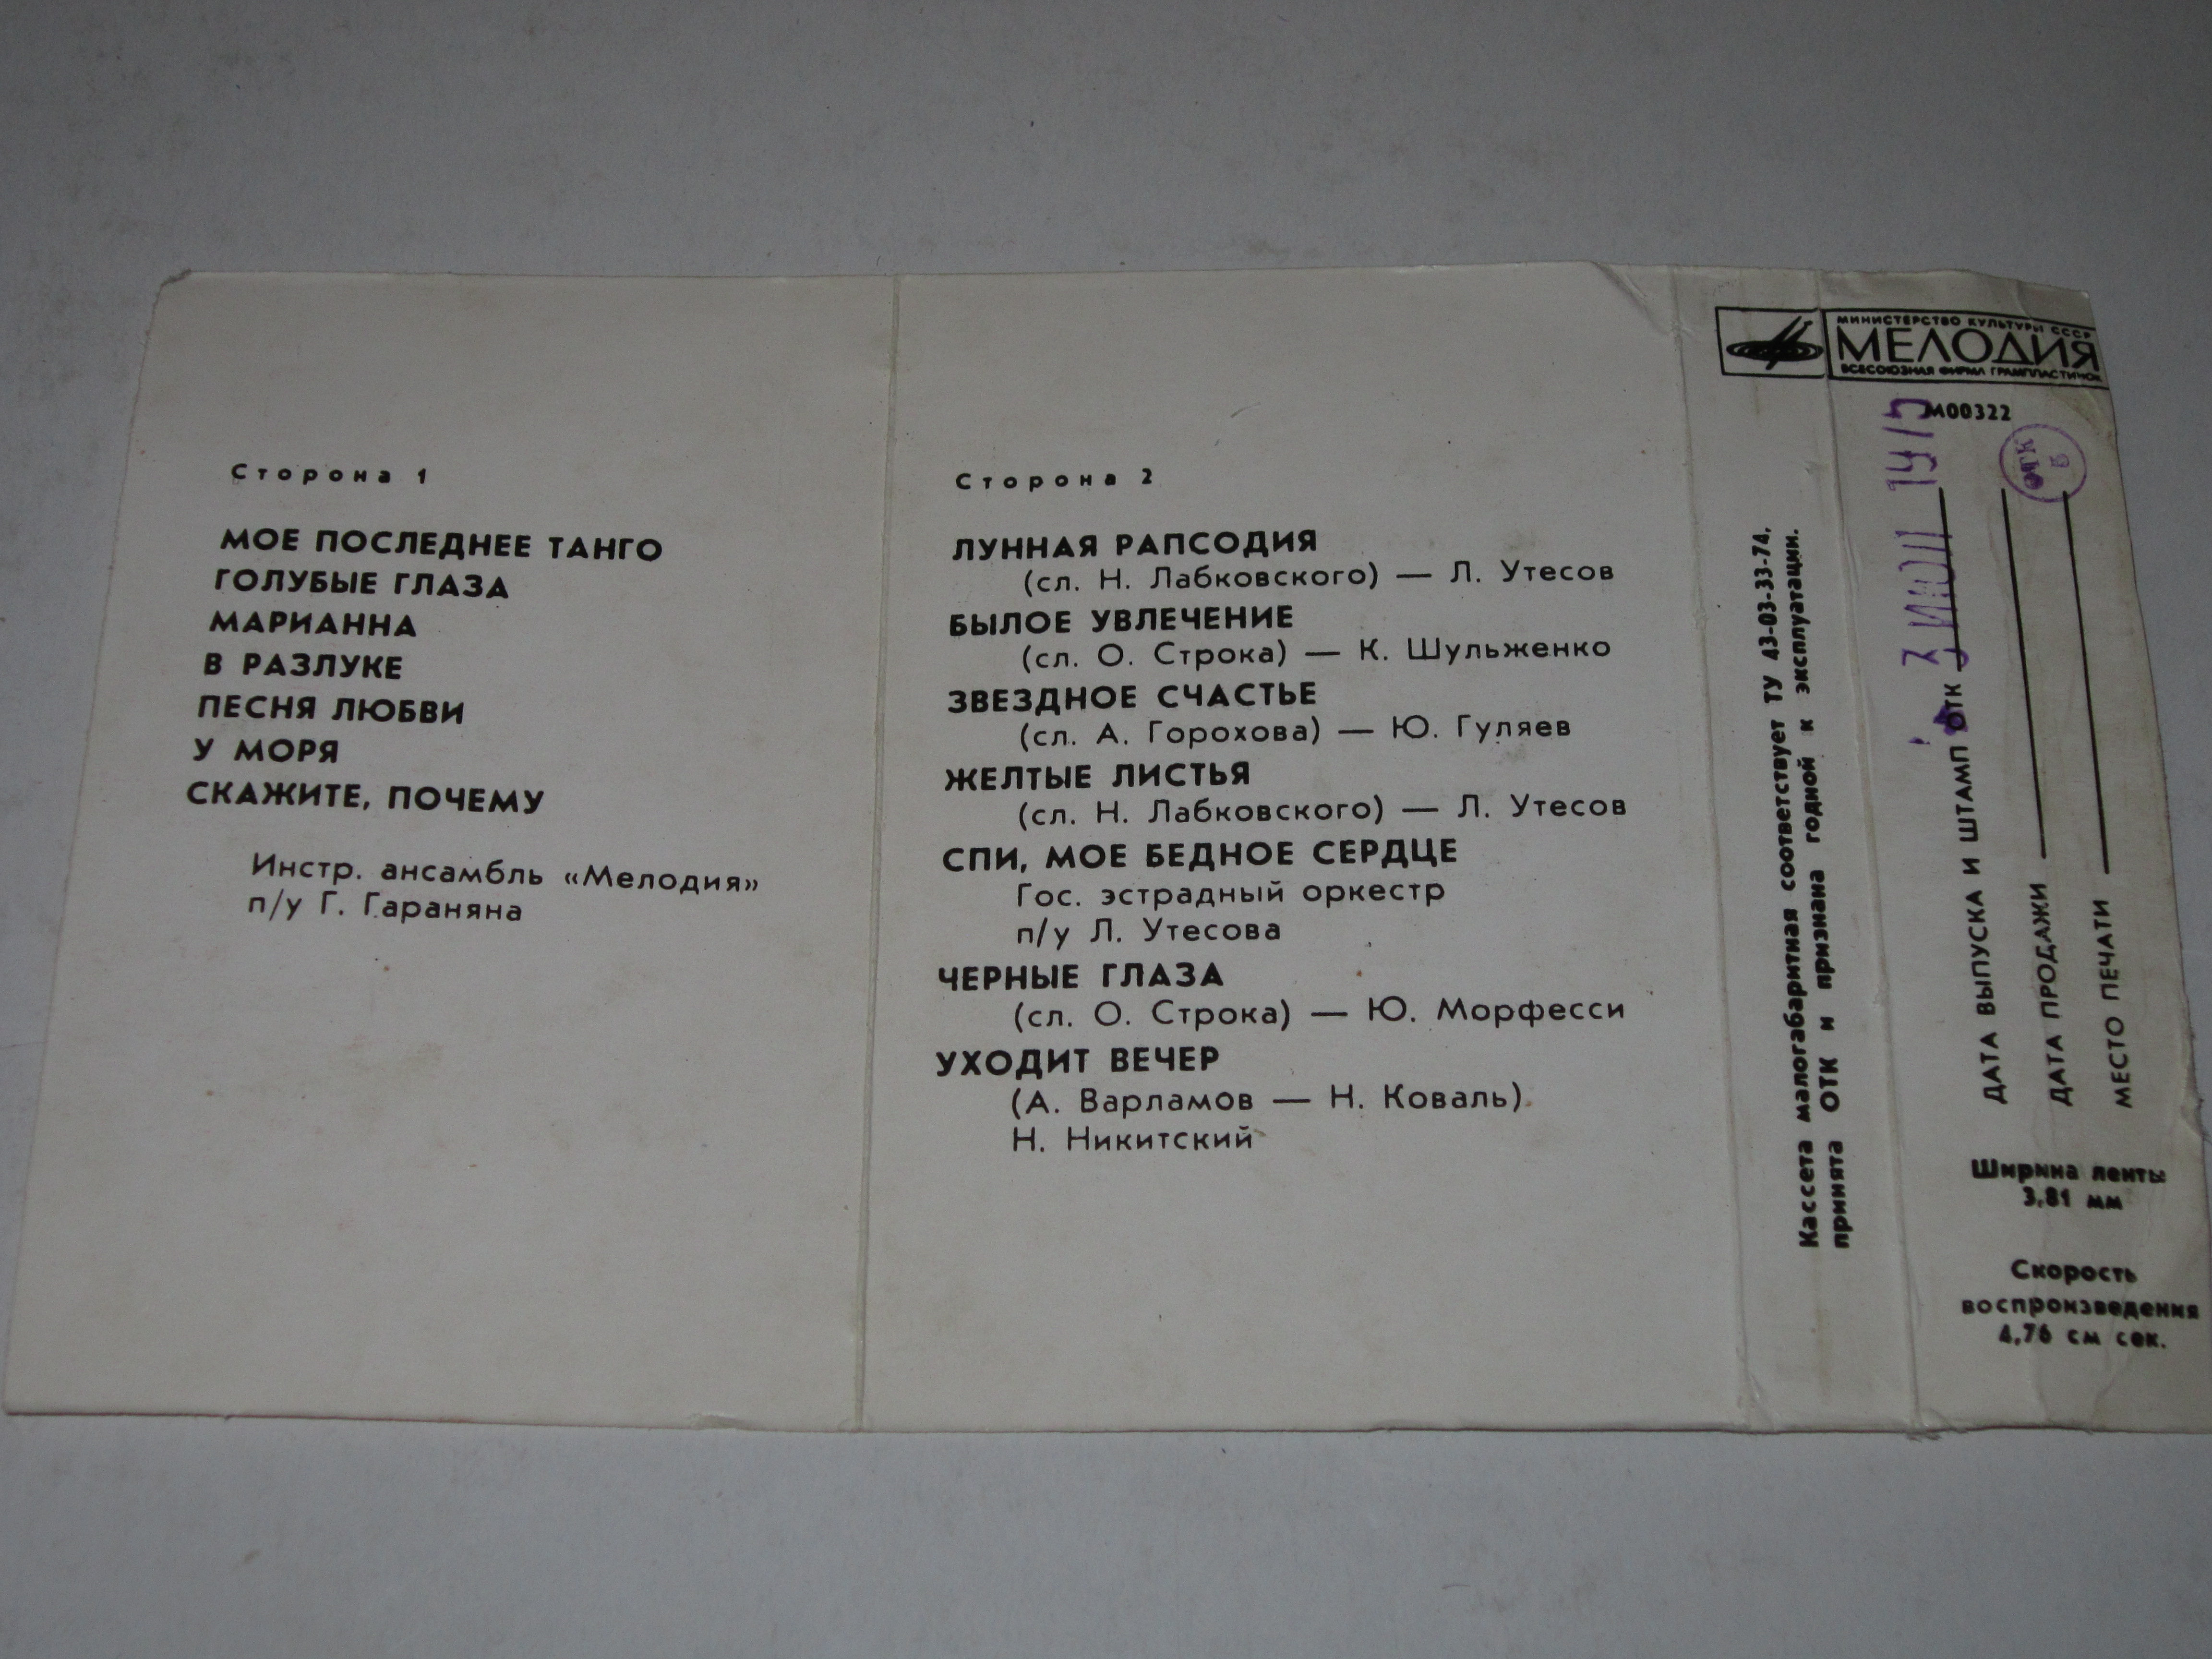 Сторона 1
МОЕ ПОСЛЕДНЕЕ ТАНГО
ГОЛУБЫЕ ГЛАЗА
МАРИАННА
В РАЗЛУКЕ
ПЕСНЯ ЛЮБВИ
У МОРЯ
СКАЖИТЕ, ПОЧЕМУ
Инстр. ансамбль «Мелодия»
п/у Г. Гараняна
Сторона 2
ЛУННАЯ РАПСОДИЯ
(сл. Н. Лабковского) — Л. Утесов
БЫЛОЕ УВЛЕЧЕНИЕ
(сл. О. Строка) — К. Шульженко
ЗВЕЗДНОЕ СЧАСТЬЕ
(сл. А. Горохова) — Ю. Гуляев
ЖЕЛТЫЕ ЛИСТЬЯ
(сл. Н. Лабковского) — Л. Утесов
СПИ, МОЕ БЕДНОЕ СЕРДЦЕ
Гос. эстрадный оркестр
п/у Л. Утесова
ЧЕРНЫЕ ГЛАЗА
(сл. О. Строка) — Ю. Морфесси
УХОДИТ ВЕЧЕР
(А. Варламов — Н. Коваль)
Н. Никитский
Кассета малогабаритная соответствует ТУ 43-03-33-74,
принята ОТК и признана годной к эксплуатации.
МИНИСТЕРСТВО КУЛЬТУРЫ СССР
МЕЛОДИЯ
ВСЕСОЮЗНАЯ ФИРМА ГРАМПЛАСТИНОК
М00322
ДАТА ВЫПУСКА И ШТАМП ОТК
ДАТА ПРОДАЖИ
МЕСТО ПЕЧАТИ
Ширина ленты
3,81 мм
Скорость
воспроизведения
4,76 см сек.